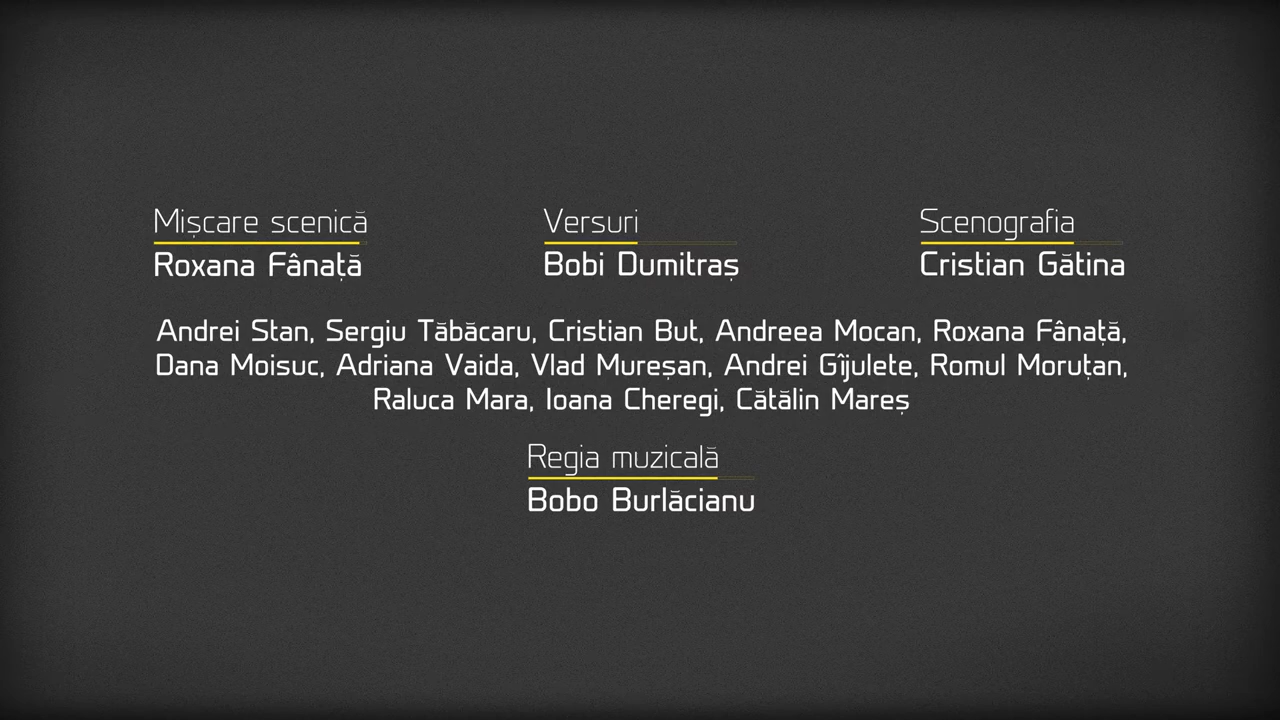 Mișcare scenică
Roxana Fânață
Versuri
Bobi Dumitraș
Scenografia
Cristian Gătina
Andrei Stan, Sergiu Tăbăcaru, Cristian But, Andreea Mocan, Roxana Fânață,
Dana Moisuc, Adriana Vaida, Vlad Mureșan, Andrei Gîjulete, Romul Moruțan,
Raluca Mara, Ioana Cheregi, Cătălin Mareș
Regia muzicală
Bobo Burlăcianu